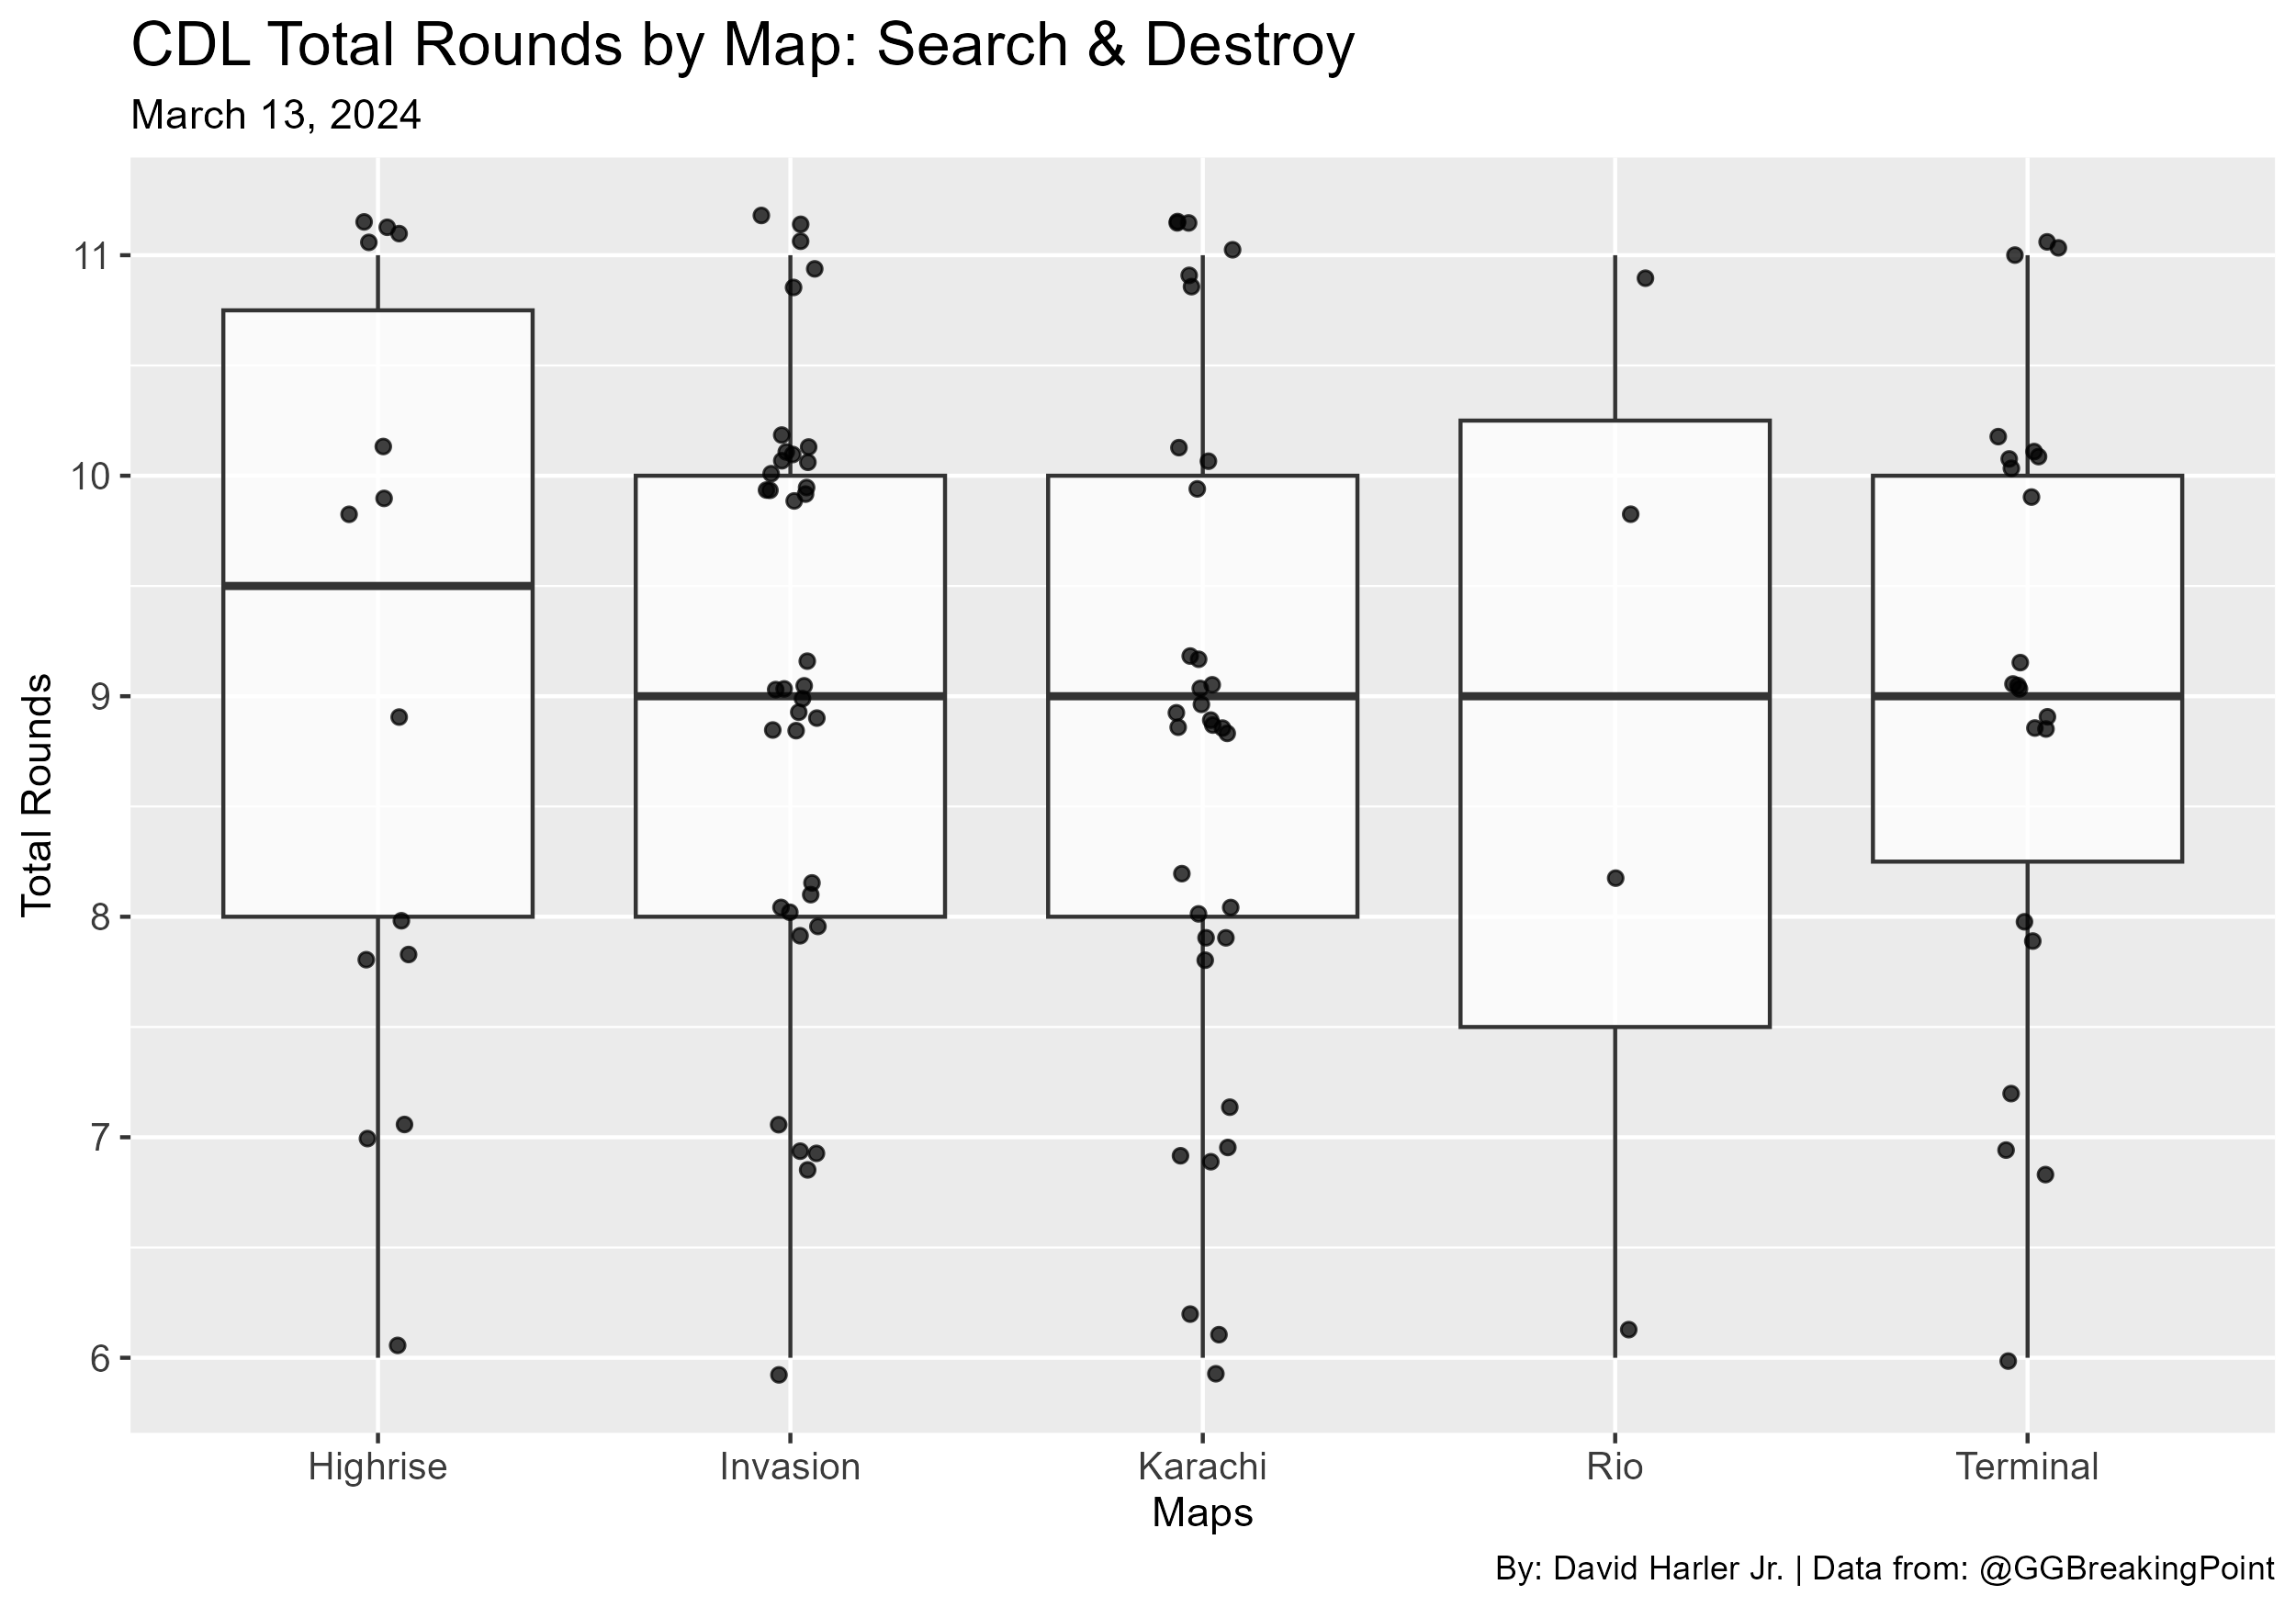 CDL Total Rounds by Map: Search & Destroy
March 13, 2024
Total Rounds
11
10
9
8
7
6
Highrise Invasion Karachi Rio Terminal
Maps
By: David Harler Jr. | Data from: @GGBreakingPoint